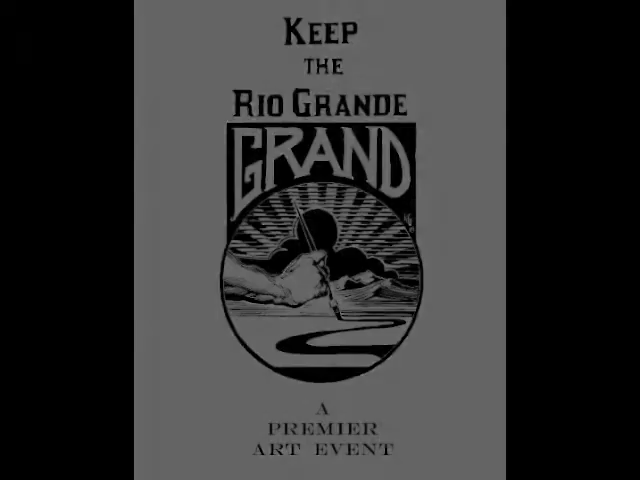 KEEP
THE
RIO GRANDE
GRAND
A
PREMIER
ART EVENT